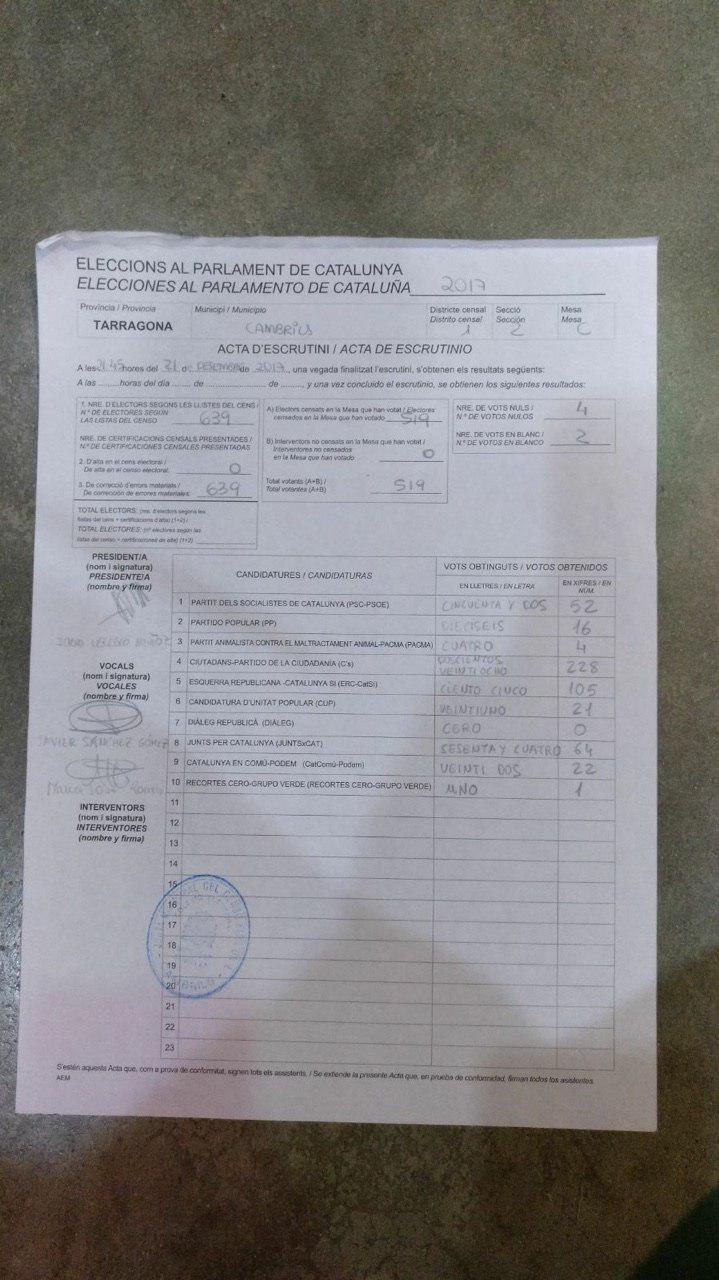 ELECCIONS AL PARLAMENT DE CATALUNYA
ELECCIONES AL PARLAMENTO DE CATALUÑA 2017
Provincia / Provincia Municipi / Municipio Districte censal Secció Mesa
Distrito censal Sección Mesa
TARRAGONA CAMBRILS 1 2 C
ACTA D'ESCRUTINI / ACTA DE ESCRUTINIO
A les 21.45 hores del 21 de DESEMBRE de 2017, una vegada finalitzat l'escrutini, s'obtenen els resultats següents:
A las ........ horas del día ........ de ........ de ........, y una vez concluido el escrutinio, se obtienen los siguientes resultados:
1. NRE. D'ELECTORS SEGONS LES LLISTES DEL CENS /
N.º DE ELECTORES SEGÚN
LAS LISTAS DEL CENSO 639
NRE. DE CERTIFICACIONS CENSALS PRESENTADES /
N.º DE CERTIFICACIONES CENSALES PRESENTADAS
2. D'alta en el cens electoral /
De alta en el censo electoral. 0
3. De correcció d'errors materials /
De corrección de errores materiales. 639
TOTAL ELECTORS: (nre. d'electors segons les
llistes del cens + certificacions d'alta) (1+2) /
TOTAL ELECTORES: (nº electores según las
listas del censo + certificaciones de alta) (1+2)
A) Electors censats en la Mesa que han votat / Electores
censados en la Mesa que han votado 519
B) Interventors no censats en la Mesa que han votat /
Interventores no censados
en la Mesa que han votado 0
Total votants (A+B) /
Total votantes (A+B) 519
NRE. DE VOTS NULS /
N.º DE VOTOS NULOS 4
NRE. DE VOTS EN BLANC /
N.º DE VOTOS EN BLANCO 2
PRESIDENT/A
(nom i signatura)
PRESIDENTE/A
(nombre y firma)
VOCALS
(nom i signatura)
VOCALES
(nombre y firma)
JAVIER SÁNCHEZ GÓMEZ
INTERVENTORS
(nom i signatura)
INTERVENTORES
(nombre y firma)
CANDIDATURES / CANDIDATURAS VOTS OBTINGUTS / VOTOS OBTENIDOS
EN LLETRES / EN LETRA EN XIFRES / EN NÚM.
1 PARTIT DELS SOCIALISTES DE CATALUNYA (PSC-PSOE) CINCUENTA Y DOS 52
2 PARTIDO POPULAR (PP) DIECISEIS 16
3 PARTIT ANIMALISTA CONTRA EL MALTRACTAMENT ANIMAL-PACMA (PACMA) CUATRO 4
4 CIUTADANS-PARTIDO DE LA CIUDADANÍA (C's) DOSCIENTOS VEINTIOCHO 228
5 ESQUERRA REPUBLICANA -CATALUNYA SÍ (ERC-CatSí) CIENTO CINCO 105
6 CANDIDATURA D'UNITAT POPULAR (CUP) VEINTIUNO 21
7 DIÀLEG REPUBLICÀ (DIÀLEG) CERO 0
8 JUNTS PER CATALUNYA (JUNTSxCAT) SESENTA Y CUATRO 64
9 CATALUNYA EN COMÚ-PODEM (CatComú-Podem) VEINTI DOS 22
10 RECORTES CERO-GRUPO VERDE (RECORTES CERO-GRUPO VERDE) UNO 1
11
12
13
14
15
16
17
18
19
20
21
22
23
S'estén aquesta Acta que, com a prova de conformitat, signen tots els assistents. / Se extiende la presente Acta que, en prueba de conformidad, firman todos los asistentes.
AEM